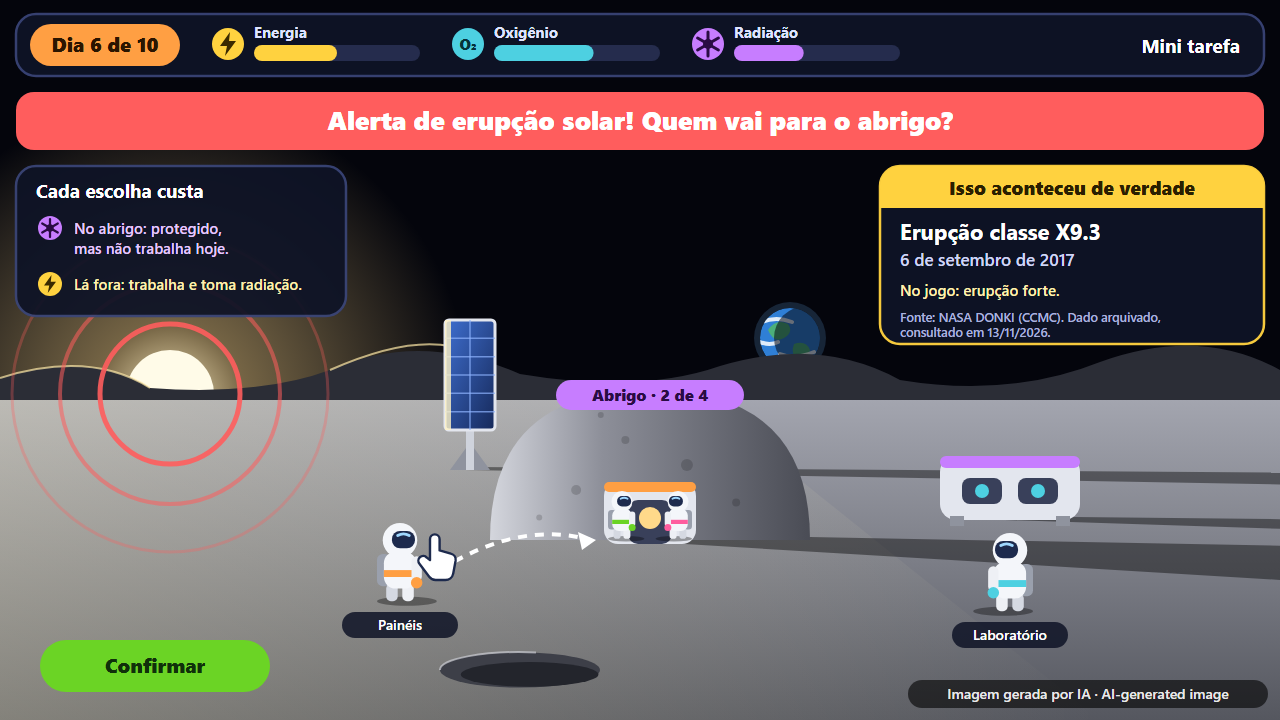 Dia 6 de 10
Energia
O₂
Oxigênio
Radiação
Mini tarefa
Alerta de erupção solar! Quem vai para o abrigo?
Cada escolha custa
No abrigo: protegido,
mas não trabalha hoje.
Lá fora: trabalha e toma radiação.
Isso aconteceu de verdade
Erupção classe X9.3
6 de setembro de 2017
No jogo: erupção forte.
Fonte: NASA DONKI (CCMC). Dado arquivado,
consultado em 13/11/2026.
Abrigo · 2 de 4
Painéis
Laboratório
Confirmar
Imagem gerada por IA · AI-generated image